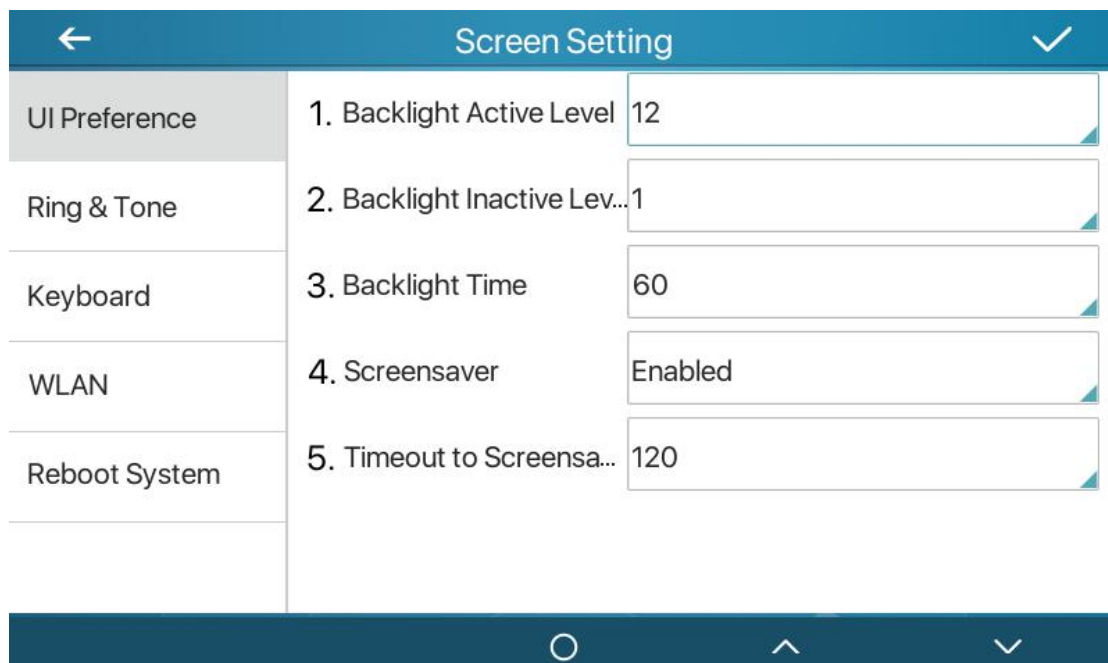 Screen Setting
UI Preference
Ring & Tone
Keyboard
WLAN
Reboot System
1. Backlight Active Level 12
2. Backlight Inactive Lev... 1
3. Backlight Time 60
4. Screensaver Enabled
5. Timeout to Screensa... 120